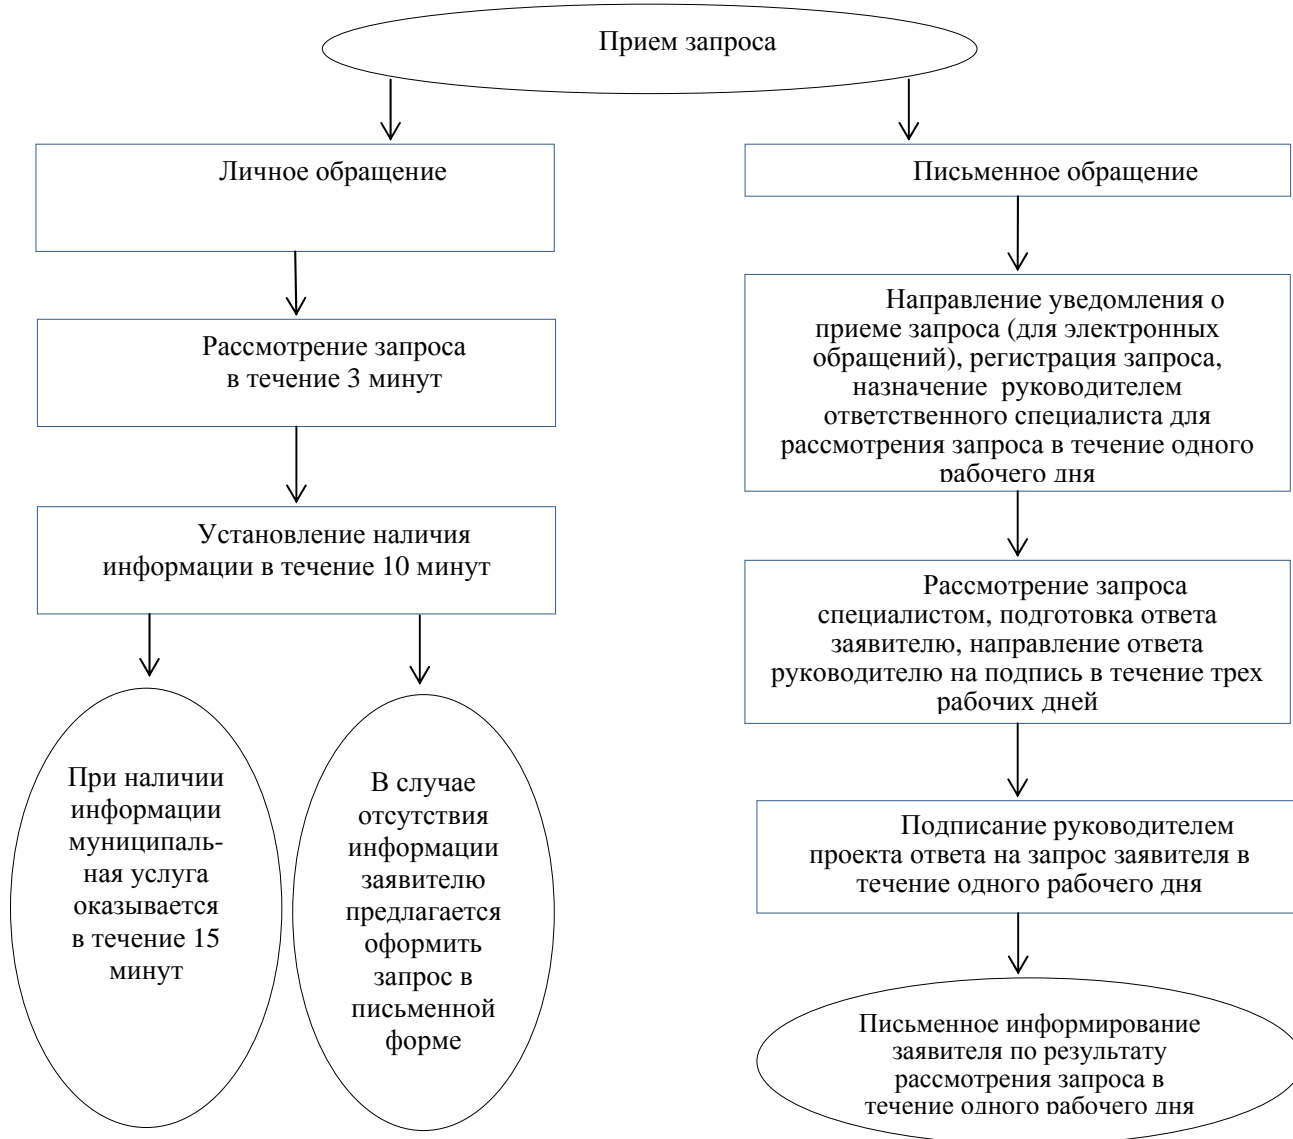 Прием запроса
Личное обращение
Рассмотрение запроса
в течение 3 минут
Установление наличия
информации в течение 10 минут
При наличии
информации
муниципаль-
ная услуга
оказывается
в течение 15
минут
В случае
отсутствия
информации
заявителю
предлагается
оформить
запрос в
письменной
форме
Письменное обращение
Направление уведомления о
приеме запроса (для электронных
обращений), регистрация запроса,
назначение руководителем
ответственного специалиста для
рассмотрения запроса в течение одного
рабочего дня
Рассмотрение запроса
специалистом, подготовка ответа
заявителю, направление ответа
руководителю на подпись в течение трех
рабочих дней
Подписание руководителем
проекта ответа на запрос заявителя в
течение одного рабочего дня
Письменное информирование
заявителя по результату
рассмотрения запроса в
течение одного рабочего дня